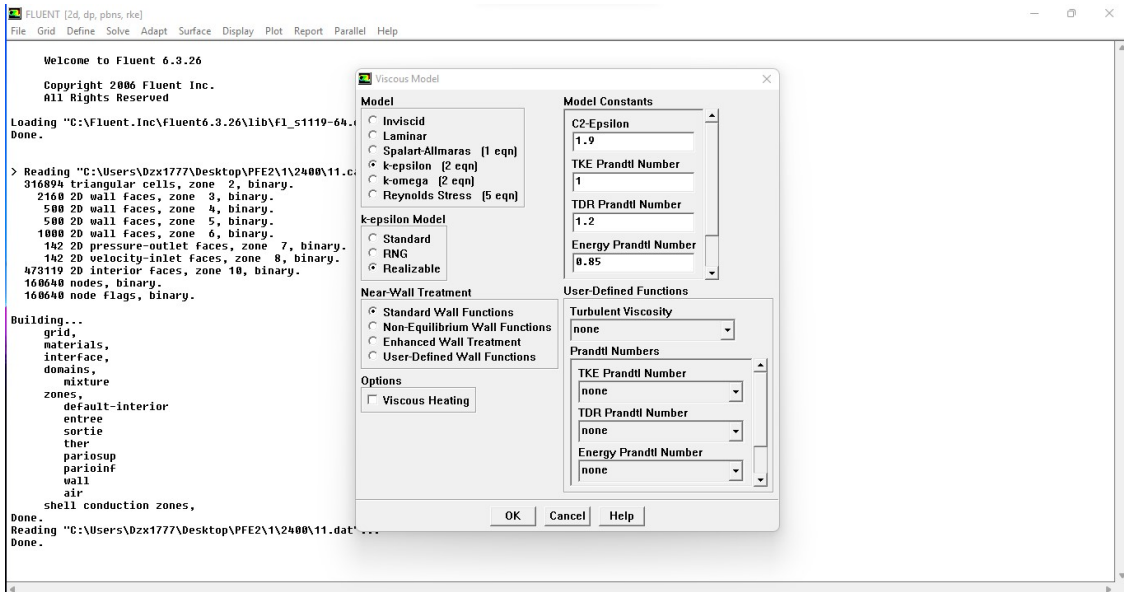 FLUENT [2d, dp, pbns, rke]
File Grid Define Solve Adapt Surface Display Plot Report Parallel Help
Welcome to Fluent 6.3.26
Copyright 2006 Fluent Inc.
All Rights Reserved
Loading "C:\Fluent.Inc\fluent6.3.26\lib\fl_s1119-64.
Done.
> Reading "C:\Users\Dzx1777\Desktop\PFE2\1\2400\11.c
316894 triangular cells, zone 2, binary.
2160 2D wall faces, zone 3, binary.
500 2D wall faces, zone 4, binary.
500 2D wall faces, zone 5, binary.
1000 2D wall faces, zone 6, binary.
142 2D pressure-outlet faces, zone 7, binary.
142 2D velocity-inlet faces, zone 8, binary.
473119 2D interior faces, zone 10, binary.
160640 nodes, binary.
160640 node flags, binary.
Building...
grid,
materials,
interface,
domains,
mixture
zones,
default-interior
entree
sortie
ther
pariosup
parioinf
wall
air
shell conduction zones,
Done.
Reading "C:\Users\Dzx1777\Desktop\PFE2\1\2400\11.dat"...
Done.
Viscous Model
Model
Inviscid
Laminar
Spalart-Allmaras (1 eqn)
k-epsilon (2 eqn)
k-omega (2 eqn)
Reynolds Stress (5 eqn)
k-epsilon Model
Standard
RNG
Realizable
Near-Wall Treatment
Standard Wall Functions
Non-Equilibrium Wall Functions
Enhanced Wall Treatment
User-Defined Wall Functions
Options
Viscous Heating
Model Constants
C2-Epsilon
1.9
TKE Prandtl Number
1
TDR Prandtl Number
1.2
Energy Prandtl Number
0.85
User-Defined Functions
Turbulent Viscosity
none
Prandtl Numbers
TKE Prandtl Number
none
TDR Prandtl Number
none
Energy Prandtl Number
none
OK Cancel Help